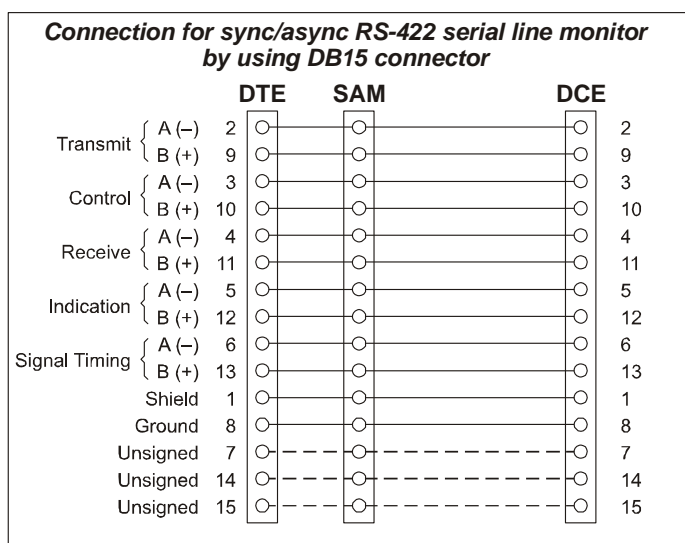 Connection for sync/async RS-422 serial line monitor
by using DB15 connector
DTE SAM DCE
Transmit A (–) 2 2
B (+) 9 9
Control A (–) 3 3
B (+) 10 10
Receive A (–) 4 4
B (+) 11 11
Indication A (–) 5 5
B (+) 12 12
Signal Timing A (–) 6 6
B (+) 13 13
Shield 1 1
Ground 8 8
Unsigned 7 7
Unsigned 14 14
Unsigned 15 15